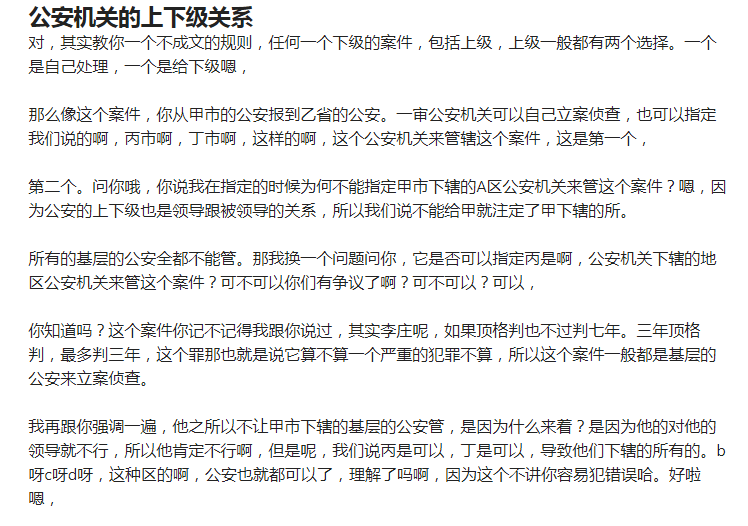 公安机关的上下级关系
对，其实教你一个不成文的规则，任何一个下级的案件，包括上级，上级一般都有两个选择。一个
是自己处理，一个是给下级嗯，
那么像这个案件，你从甲市的公安报到乙省的公安。一审公安机关可以自己立案侦查，也可以指定
我们说的啊，丙市啊，丁市啊，这样的啊，这个公安机关来管辖这个案件，这是第一个，
第二个。问你哦，你说我在指定的时候为何不能指定甲市下辖的A区公安机关来管这个案件？嗯，因
为公安的上下级也是领导跟被领导的关系，所以我们说不能给甲就注定了甲下辖的所。
所有的基层的公安全都不能管。那我换一个问题问你，它是否可以指定丙是啊，公安机关下辖的地
区公安机关来管这个案件？可不可以你们有争议了啊？可不可以？可以，
你知道吗？这个案件你记不记得我跟你说过，其实李庄呢，如果顶格判也不过判七年。三年顶格
判，最多判三年，这个罪那也就是说它算不算一个严重的犯罪不算，所以这个案件一般都是基层的
公安来立案侦查。
我再跟你强调一遍，他之所以不让甲市下辖的基层的公安管，是因为什么来着？是因为他的对他的
领导就不行，所以他肯定不行啊，但是呢，我们说丙是可以，丁是可以，导致他们下辖的所有的。b
呀c呀d呀，这种区的啊，公安也就都可以了，理解了吗啊，因为这个不讲你容易犯错误哈。好啦
嗯，